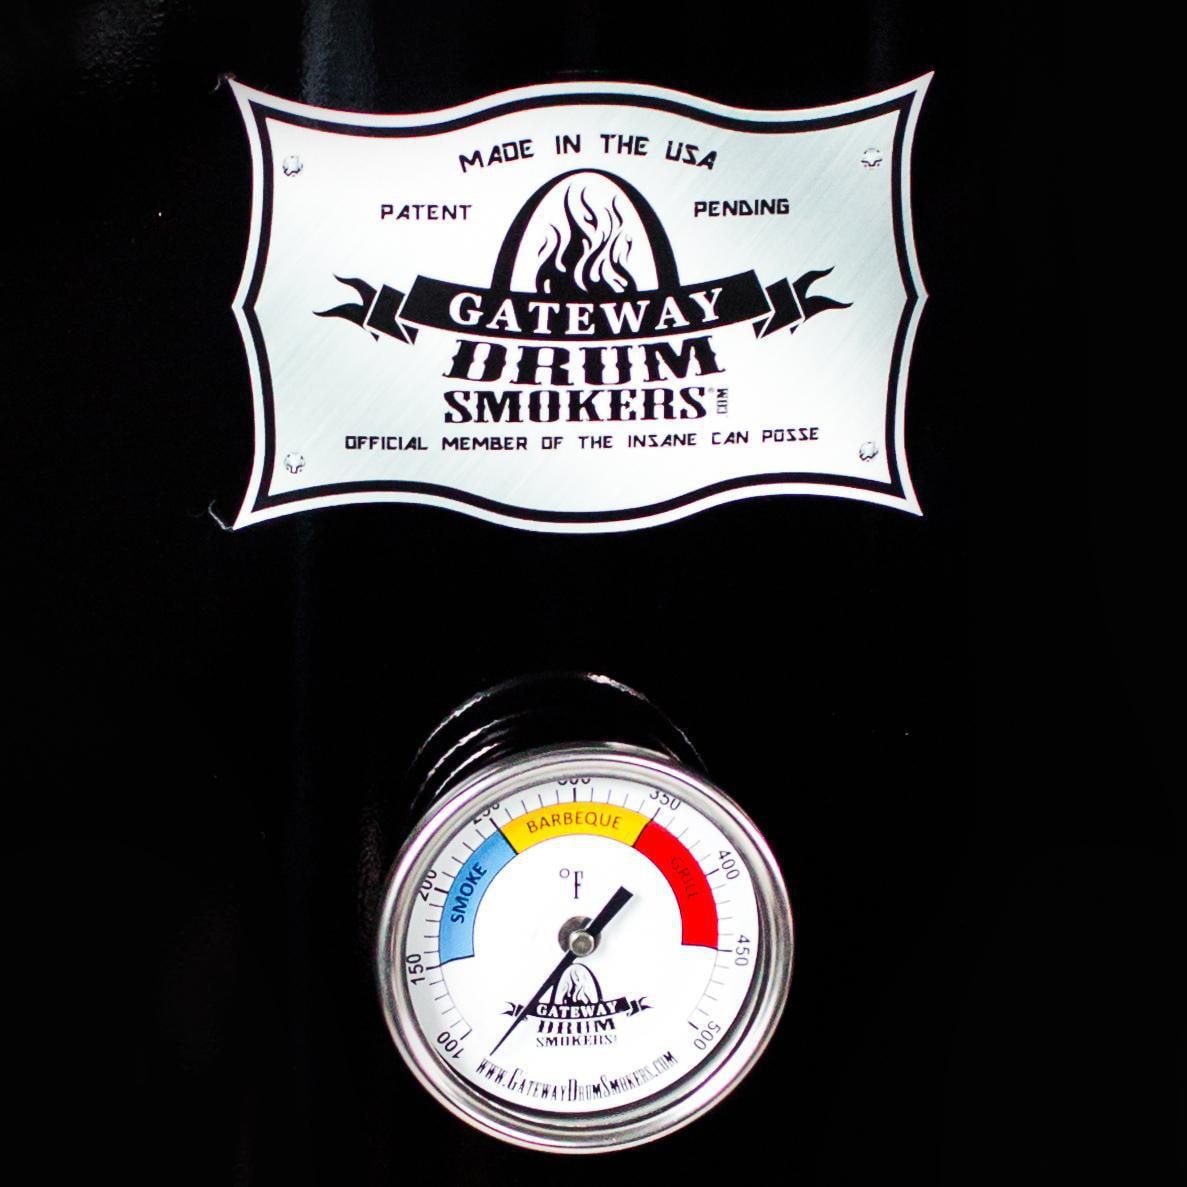 MADE IN THE USA
PATENT PENDING
GATEWAY
DRUM
SMOKERS®.COM
OFFICIAL MEMBER OF THE INSANE CAN POSSE
100
150
200
250
300
350
400
450
500
SMOKE
BARBEQUE
GRILL
°F
GATEWAY
DRUM
SMOKERS
WWW.GATEWAYDRUMSMOKERS.COM